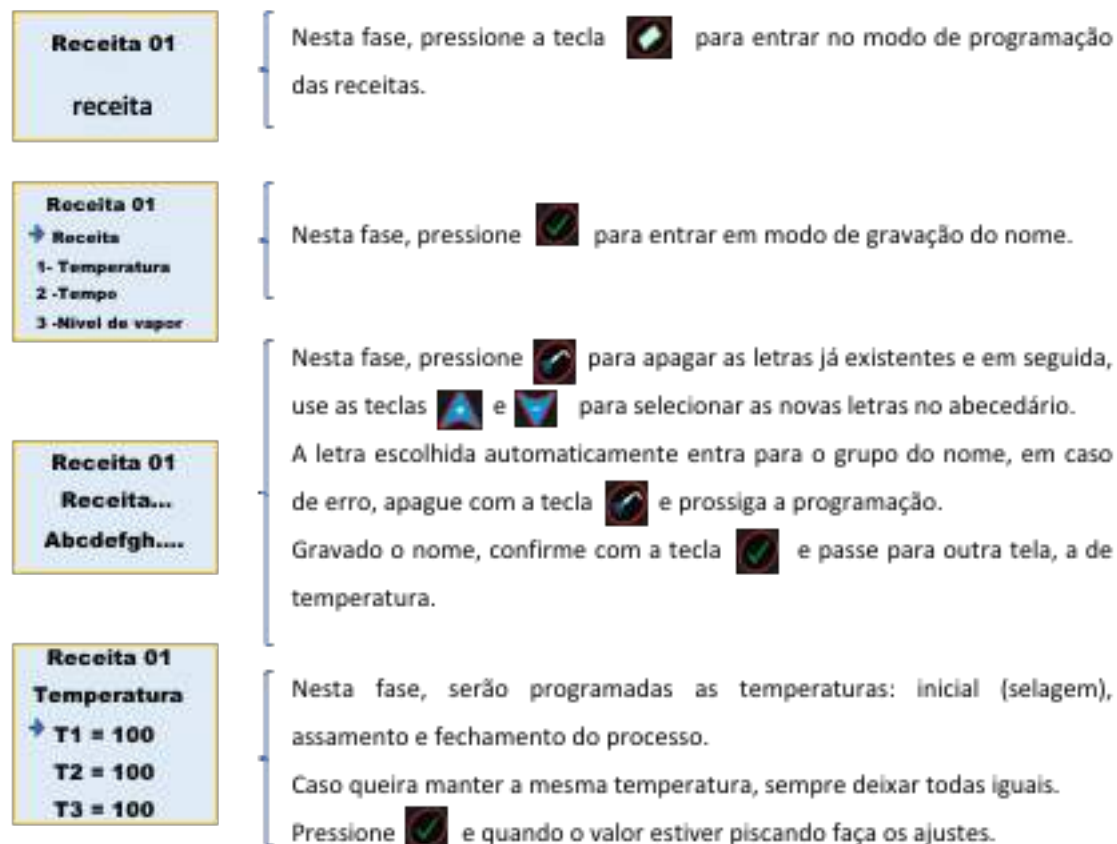 Receita 01
receita
Nesta fase, pressione a tecla para entrar no modo de programação
das receitas.
Receita 01
Receita
1- Temperatura
2 -Tempo
3 -Nivel de vapor
Nesta fase, pressione para entrar em modo de gravação do nome.
Receita 01
Receita...
Abcdefgh....
Nesta fase, pressione para apagar as letras já existentes e em seguida,
use as teclas e para selecionar as novas letras no abecedário.
A letra escolhida automaticamente entra para o grupo do nome, em caso
de erro, apague com a tecla e prossiga a programação.
Gravado o nome, confirme com a tecla e passe para outra tela, a de
temperatura.
Receita 01
Temperatura
T1 = 100
T2 = 100
T3 = 100
Nesta fase, serão programadas as temperaturas: inicial (selagem),
assamento e fechamento do processo.
Caso queira manter a mesma temperatura, sempre deixar todas iguais.
Pressione e quando o valor estiver piscando faça os ajustes.